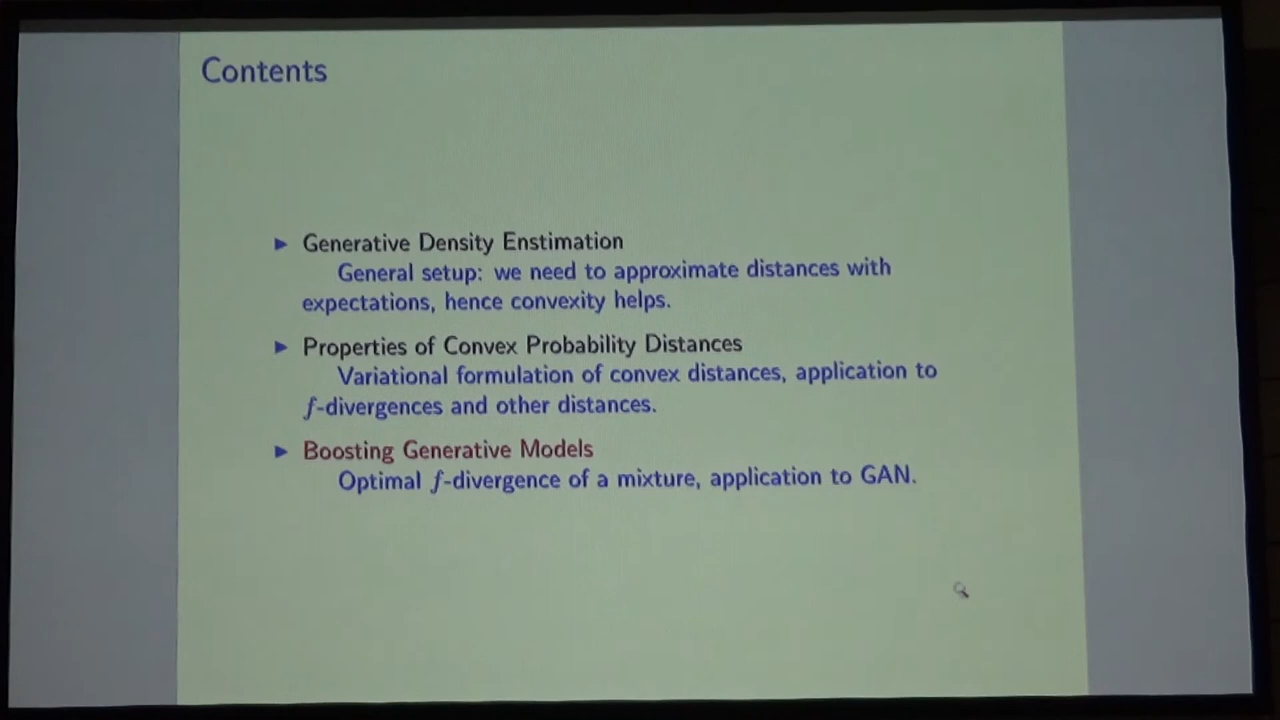 Contents
► Generative Density Enstimation
General setup: we need to approximate distances with
expectations, hence convexity helps.
► Properties of Convex Probability Distances
Variational formulation of convex distances, application to
f-divergences and other distances.
► Boosting Generative Models
Optimal f-divergence of a mixture, application to GAN.